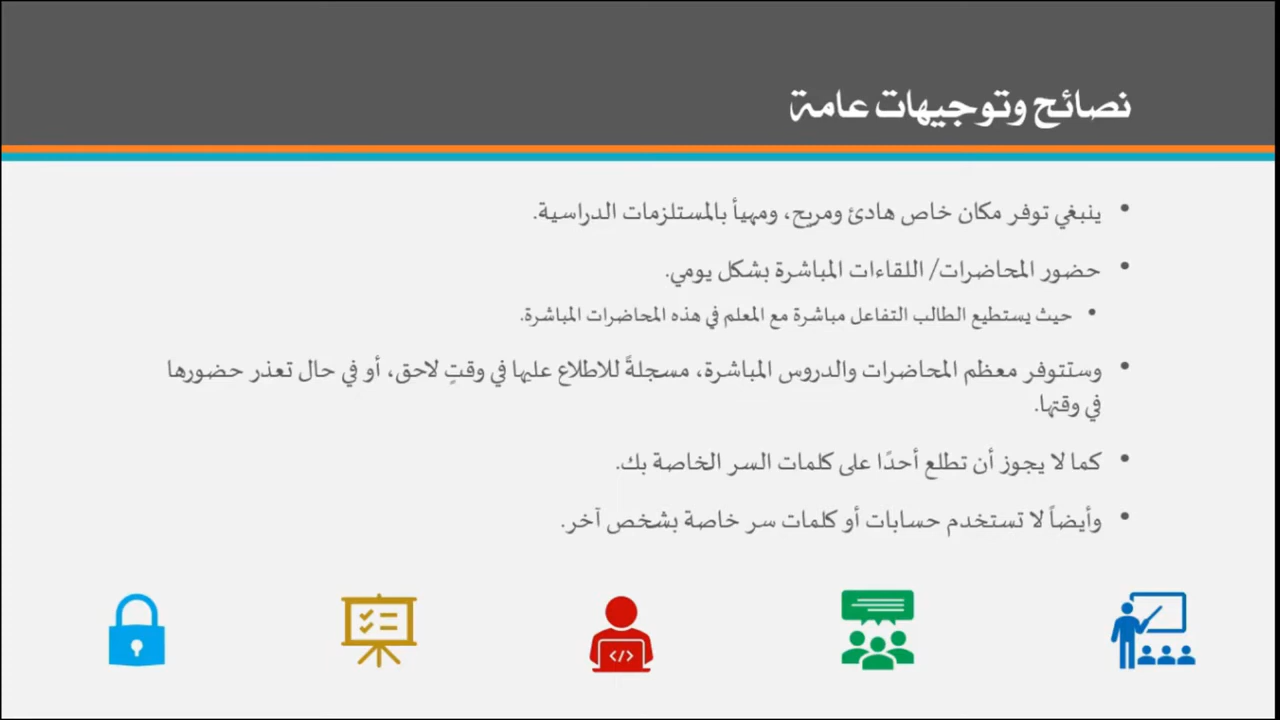 نصائح وتوجيهات عامة
• ينبغي توفر مكان خاص هادئ ومريح، ومهيأ بالمستلزمات الدراسية.
• حضور المحاضرات/ اللقاءات المباشرة بشكل يومي.
• حيث يستطيع الطالب التفاعل مباشرة مع المعلم في هذه المحاضرات المباشرة.
• وستتوفر معظم المحاضرات والدروس المباشرة، مسجلةً للاطلاع عليها في وقتٍ لاحق، أو في حال تعذر حضورها
في وقتها.
• كما لا يجوز أن تطلع أحدًا على كلمات السر الخاصة بك.
• وأيضاً لا تستخدم حسابات أو كلمات سر خاصة بشخص آخر.